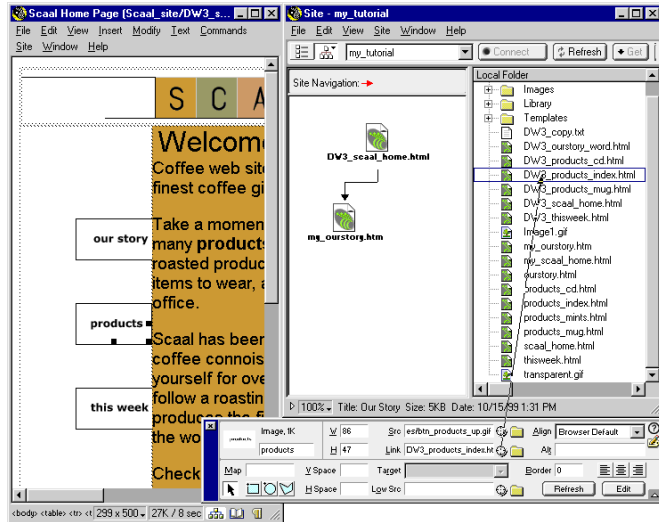 Scaal Home Page (Scaal_site/DW3_s...
File Edit View Insert Modify Text Commands
Site Window Help
S C A
Welcom
Coffee web sit
finest coffee gi
Take a momen
many products
roasted produc
items to wear, a
office.
Scaal has been
coffee connois
yourself for ove
follow a roastin
produces the fi
the wo
Check
our story
products
this week
<body> <table> <tr> <t 299 x 500 27K / 8 sec
Site - my_tutorial
File Edit View Site Window Help
my_tutorial Connect Refresh Get
Site Navigation:
DW3_scaal_home.html
my_ourstory.htm
Local Folder
Images
Library
Templates
DW3_copy.txt
DW3_ourstory_word.html
DW3_products_cd.html
DW3_products_index.html
DW3_products_mug.html
DW3_scaal_home.html
DW3_thisweek.html
Image1.gif
my_ourstory.htm
my_scaal_home.html
ourstory.html
products_cd.html
products_index.html
products_mints.html
products_mug.html
scaal_home.html
thisweek.html
transparent.gif
100% Title: Our Story Size: 5KB Date: 10/15/99 1:31 PM
Image, 1K W 86 Src es/btn_products_up.gif Align Browser Default
products H 47 Link DW3_products_index.ht Alt
Map V Space Target Border 0
H Space Low Src Refresh Edit